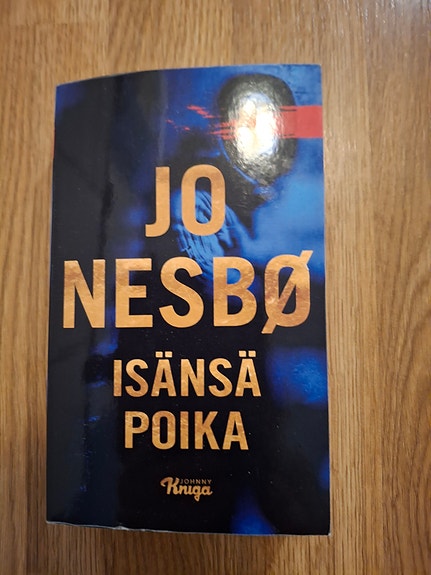 JO
NESBØ
ISÄNSÄ
POIKA
JOHNNY
Kniga